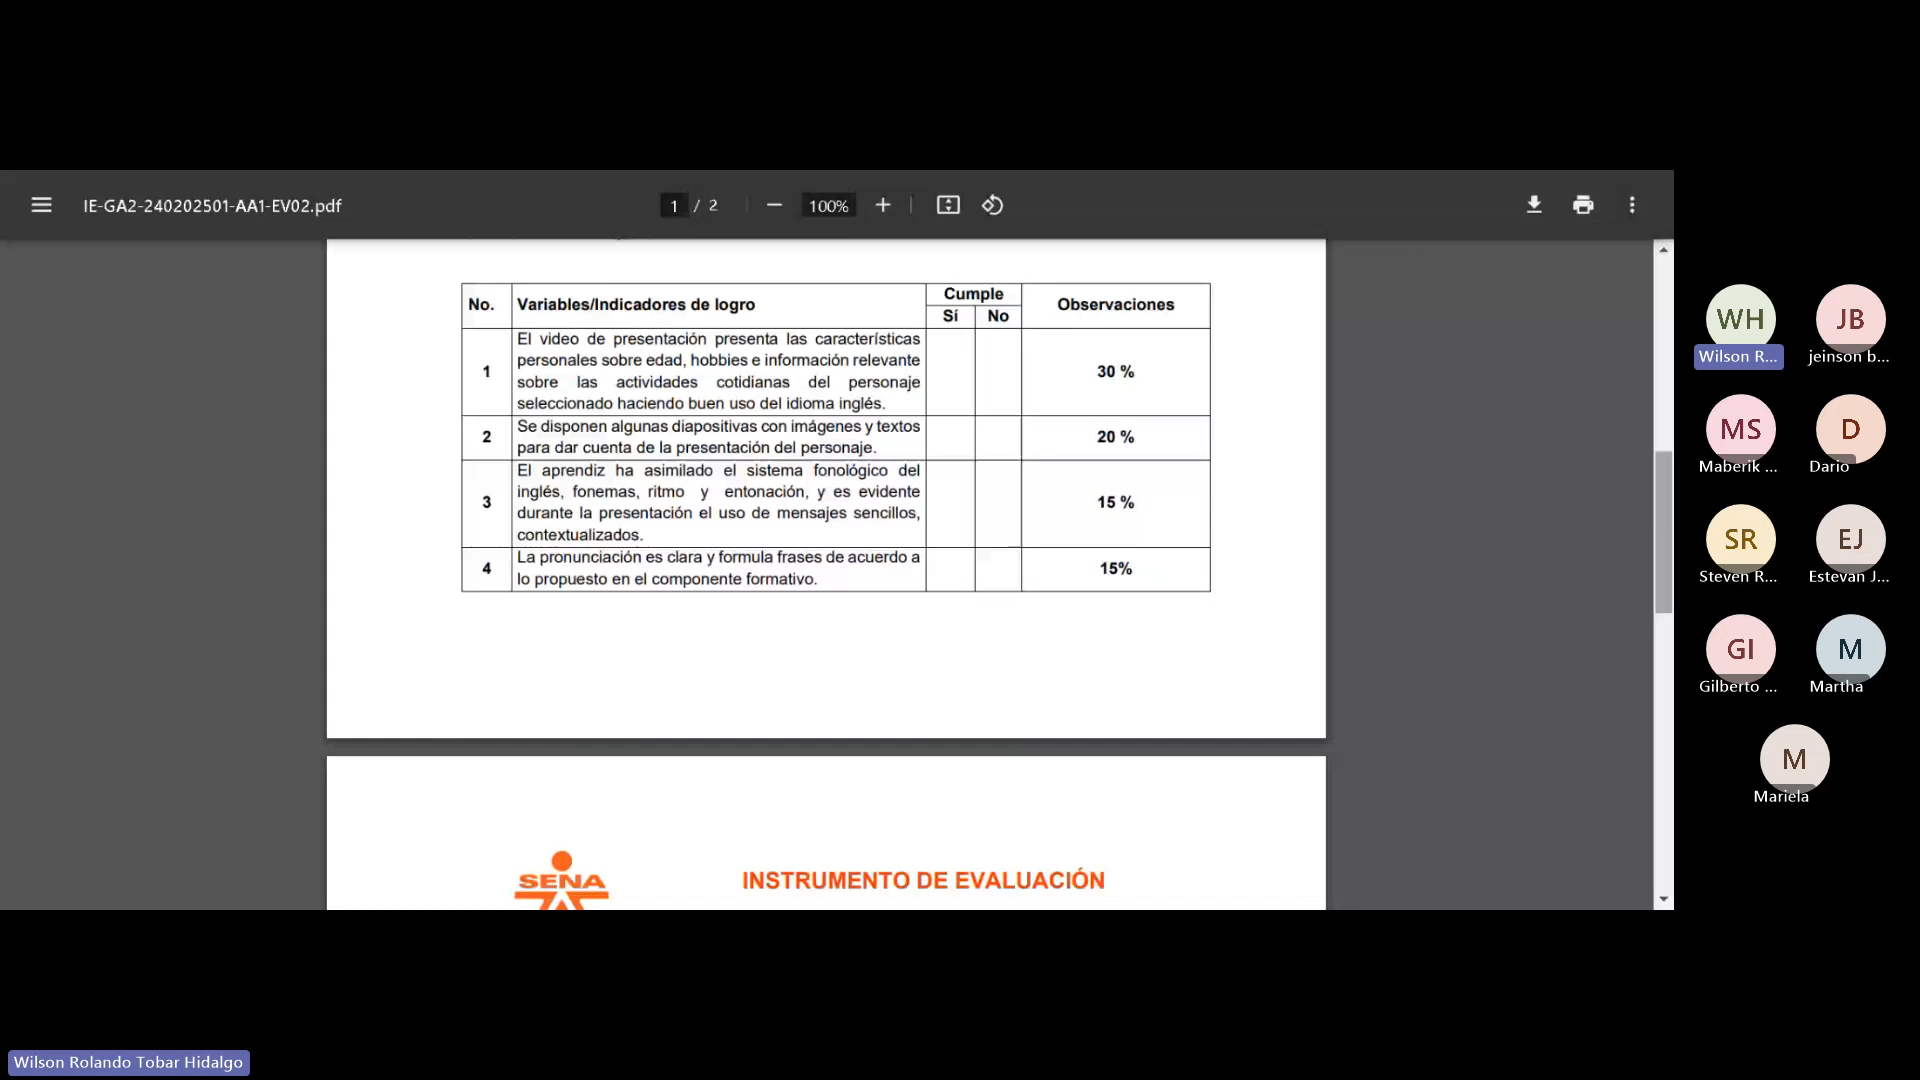 IE-GA2-240202501-AA1-EV02.pdf
1 / 2
100%
No.
Variables/Indicadores de logro
Cumple
Sí
No
Observaciones
1
El video de presentación presenta las características
personales sobre edad, hobbies e información relevante
sobre las actividades cotidianas del personaje
seleccionado haciendo buen uso del idioma inglés.
30 %
2
Se disponen algunas diapositivas con imágenes y textos
para dar cuenta de la presentación del personaje.
20 %
3
El aprendiz ha asimilado el sistema fonológico del
inglés, fonemas, ritmo y entonación, y es evidente
durante la presentación el uso de mensajes sencillos,
contextualizados.
15 %
4
La pronunciación es clara y formula frases de acuerdo a
lo propuesto en el componente formativo.
15%
SENA
INSTRUMENTO DE EVALUACIÓN
WH
Wilson R...
JB
jeinson b...
MS
Maberik ...
D
Dario
SR
Steven R...
EJ
Estevan J...
GI
Gilberto ...
M
Martha
M
Mariela
Wilson Rolando Tobar Hidalgo